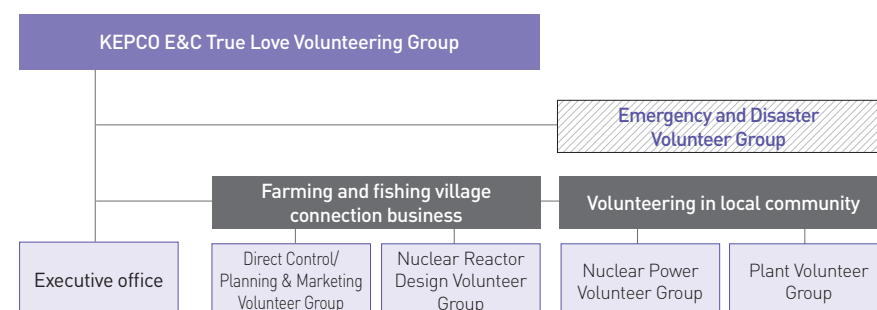 KEPCO E&C True Love Volunteering Group
Emergency and Disaster
Volunteer Group
Farming and fishing village
connection business
Volunteering in local community
Executive office
Direct Control/
Planning & Marketing
Volunteer Group
Nuclear Reactor
Design Volunteer
Group
Nuclear Power
Volunteer Group
Plant Volunteer
Group